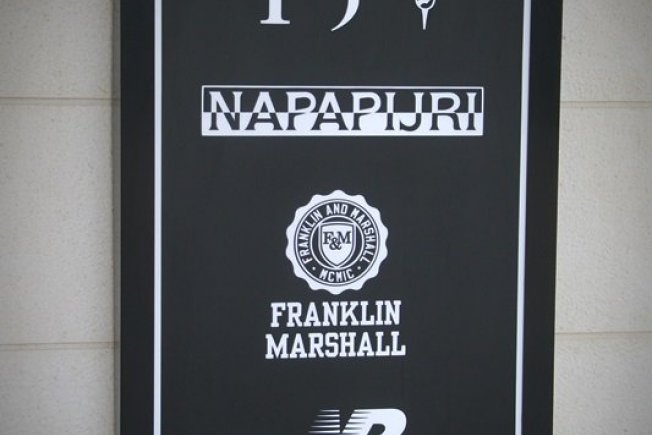 NAPAPIJRI
FRANKLIN AND MARSHALL
F&M
MCMIC
FRANKLIN
MARSHALL